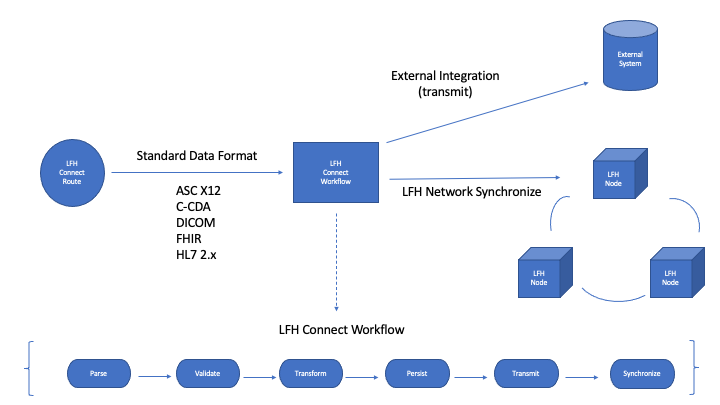 External
System
External Integration
(transmit)
LFH
Connect
Route
Standard Data Format
ASC X12
C-CDA
DICOM
FHIR
HL7 2.x
LFH
Connect
Workflow
LFH Network Synchronize
LFH
Node
LFH
Node
LFH
Node
LFH Connect Workflow
Parse
Validate
Transform
Persist
Transmit
Synchronize